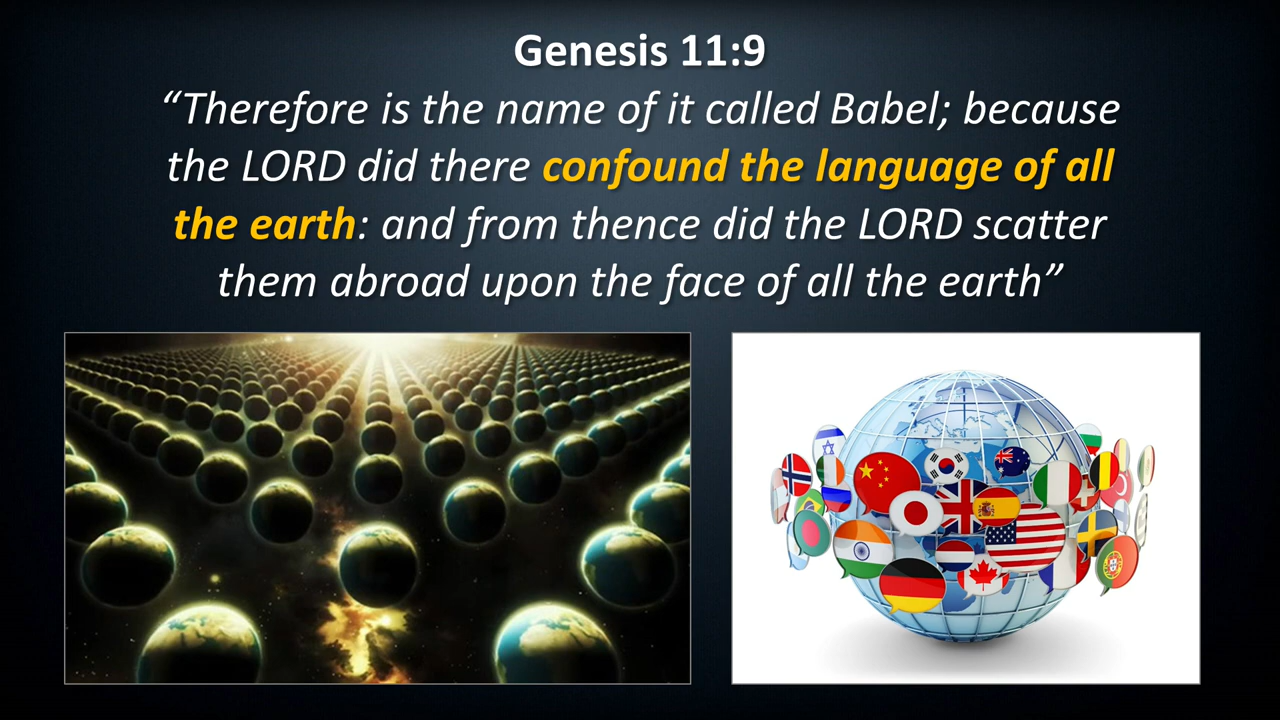 Genesis 11:9
“Therefore is the name of it called Babel; because
the LORD did there confound the language of all
the earth: and from thence did the LORD scatter
them abroad upon the face of all the earth”